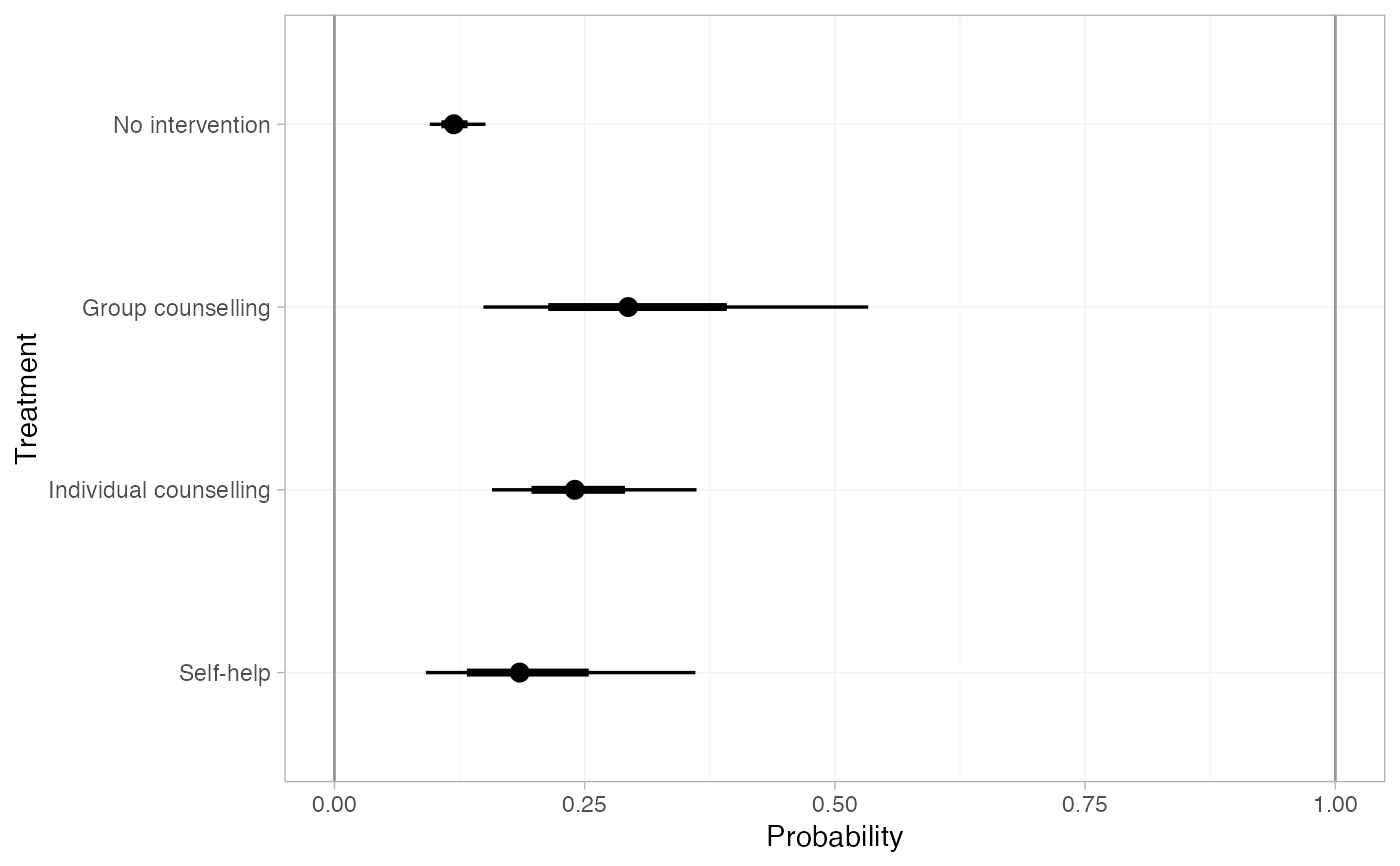 No intervention
Group counselling
Individual counselling
Self-help
Treatment
0.00 0.25 0.50 0.75 1.00
Probability